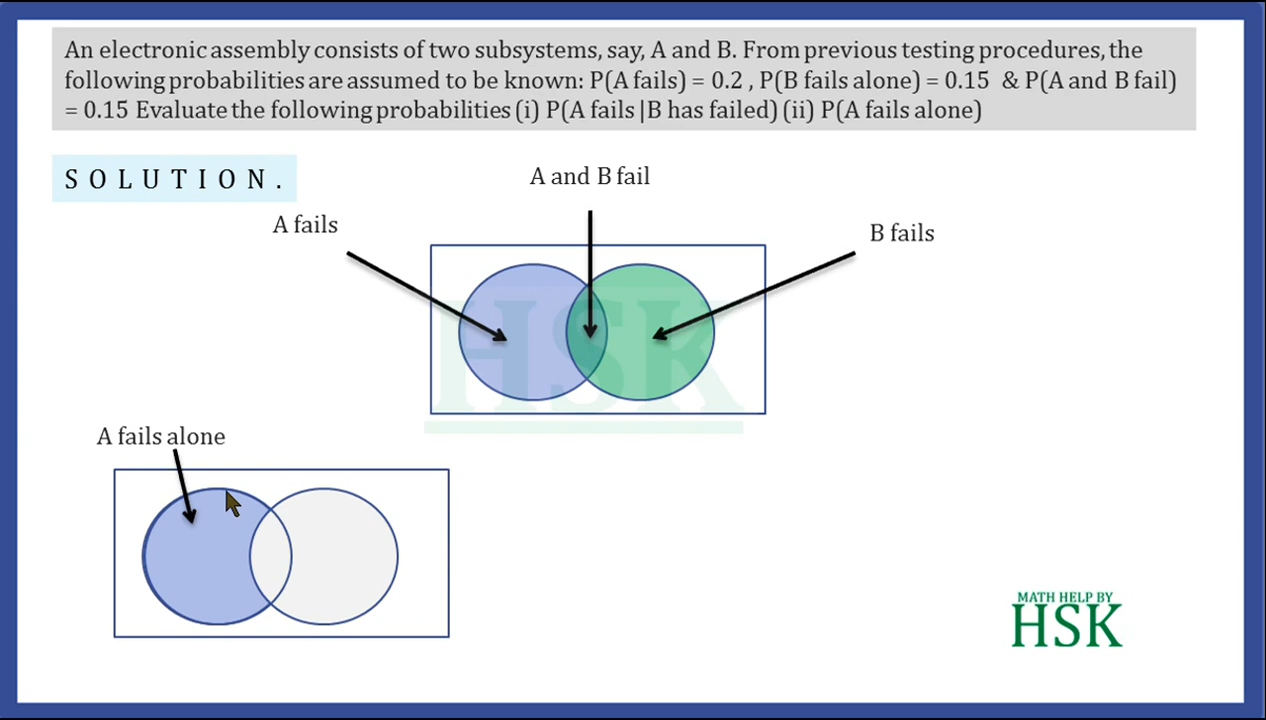 An electronic assembly consists of two subsystems, say, A and B. From previous testing procedures, the
following probabilities are assumed to be known: P(A fails) = 0.2 , P(B fails alone) = 0.15 & P(A and B fail)
= 0.15 Evaluate the following probabilities (i) P(A fails|B has failed) (ii) P(A fails alone)
SOLUTION.
A and B fail
A fails
B fails
HSK
A fails alone
MATH HELP BY
HSK